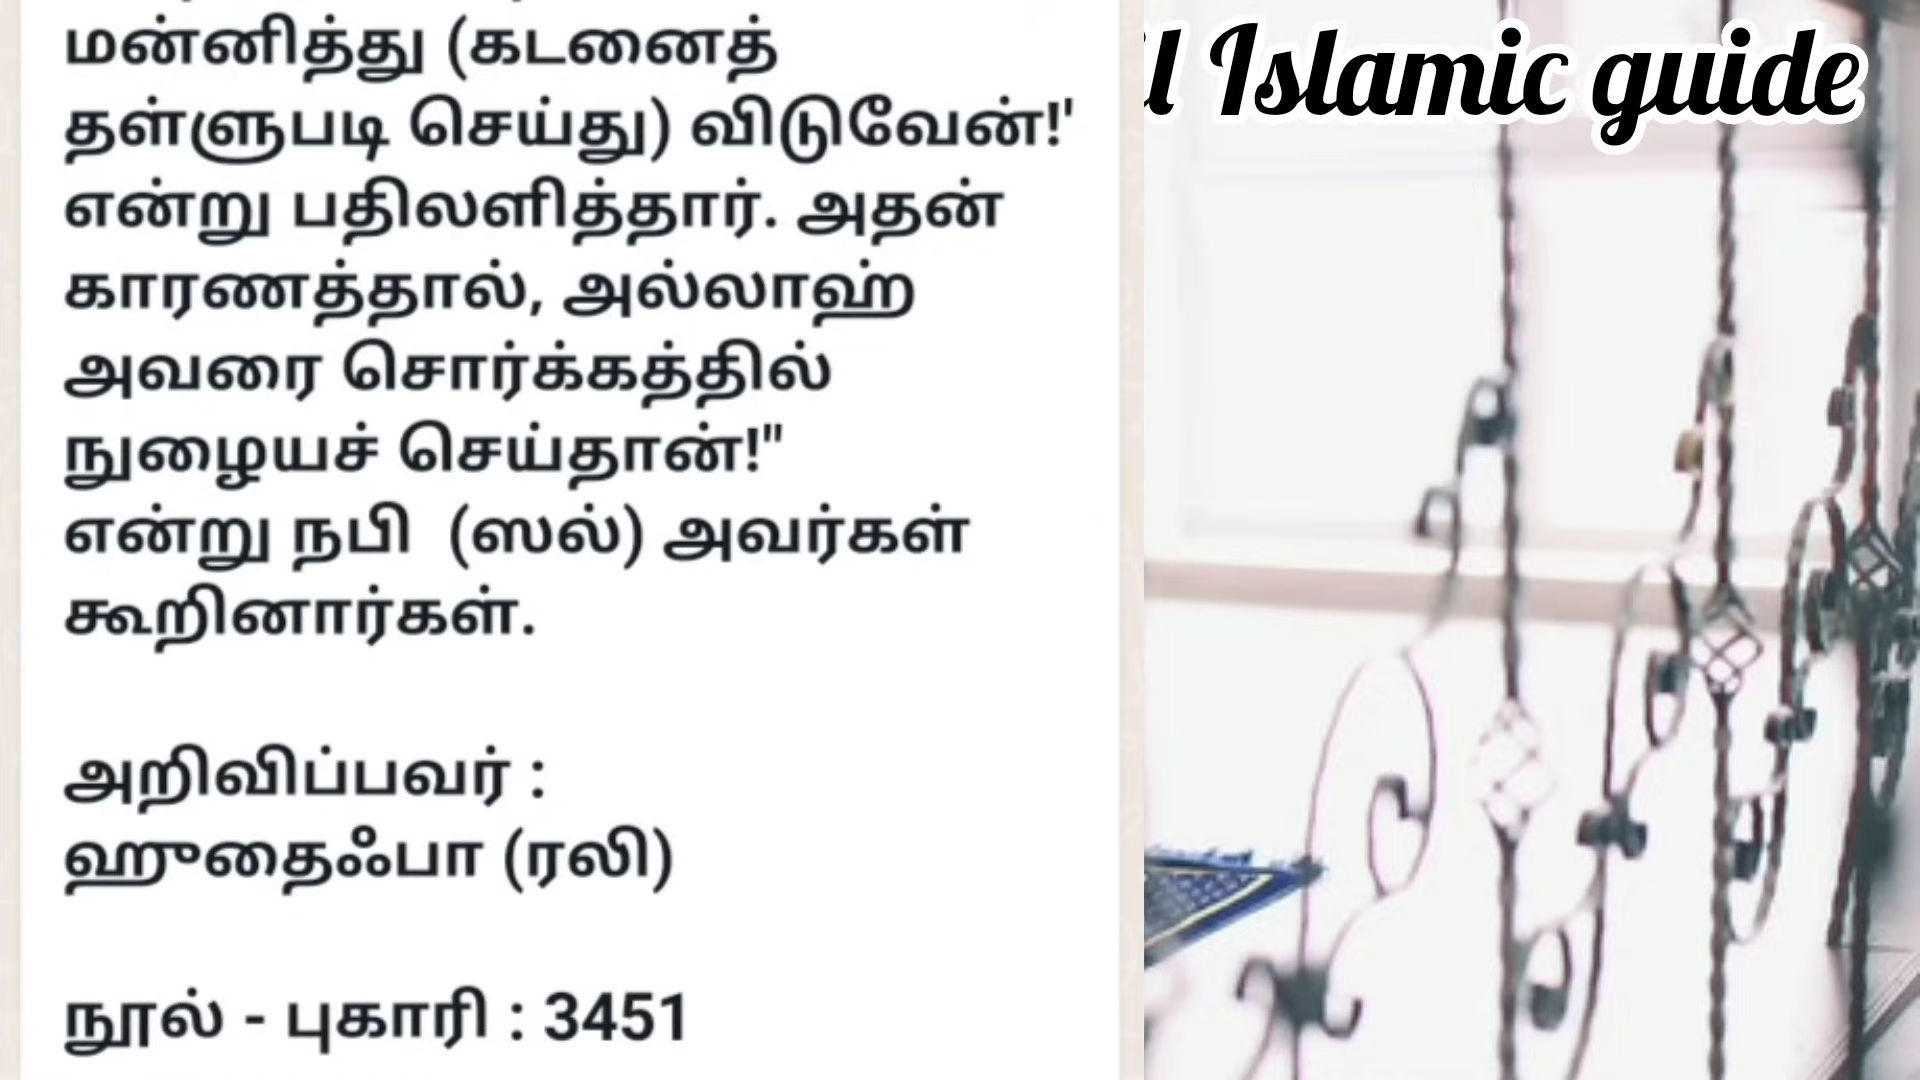 மன்னித்து (கடனைத்
தள்ளுபடி செய்து) விடுவேன்!'
என்று பதிலளித்தார். அதன்
காரணத்தால், அல்லாஹ்
அவரை சொர்க்கத்தில்
நுழையச் செய்தான்!"
என்று நபி (ஸல்) அவர்கள்
கூறினார்கள்.
அறிவிப்பவர் :
ஹுதைஃபா (ரலி)
நூல் - புகாரி : 3451
Islamic guide